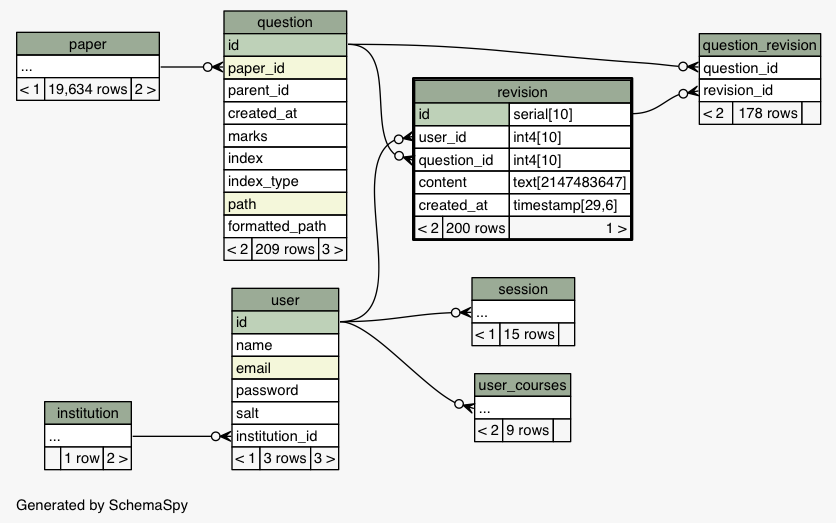 paper
...
< 1 19,634 rows 2 >
question
id
paper_id
parent_id
created_at
marks
index
index_type
path
formatted_path
< 2 209 rows 3 >
revision
id serial[10]
user_id int4[10]
question_id int4[10]
content text[2147483647]
created_at timestamp[29,6]
< 2 200 rows 1 >
question_revision
question_id
revision_id
< 2 178 rows
user
id
name
email
password
salt
institution_id
< 1 3 rows 3 >
session
...
< 1 15 rows
user_courses
...
< 2 9 rows
institution
...
1 row 2 >
Generated by SchemaSpy